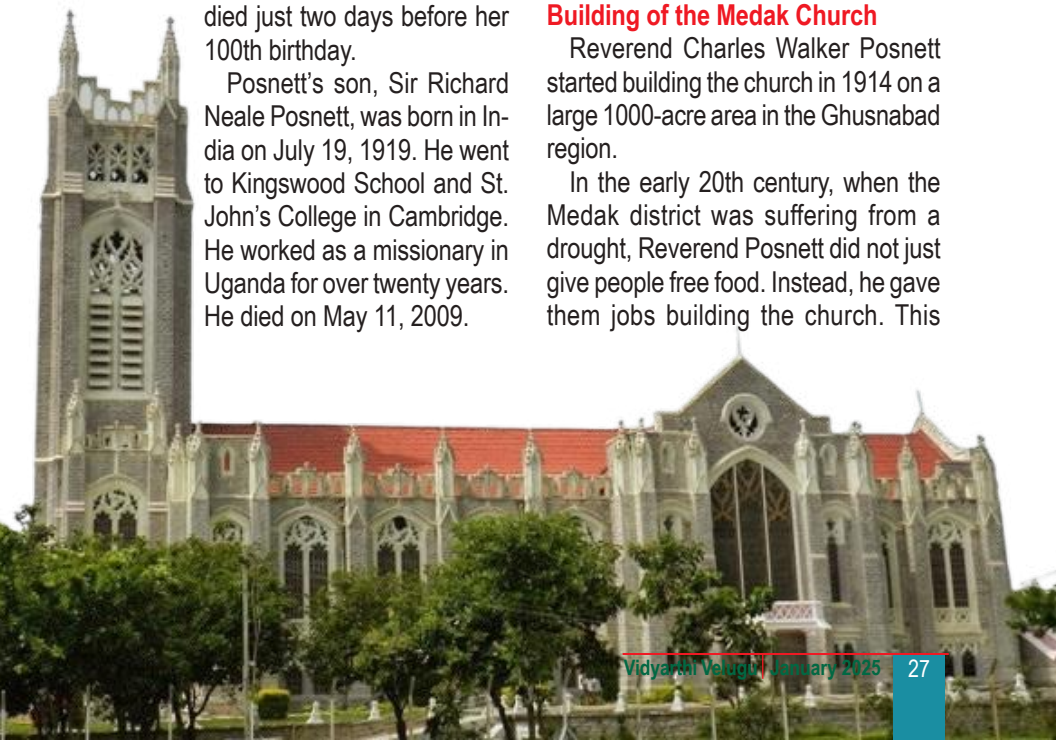 died just two days before her
100th birthday.
Posnett's son, Sir Richard
Neale Posnett, was born in In-
dia on July 19, 1919. He went
to Kingswood School and St.
John's College in Cambridge.
He worked as a missionary in
Uganda for over twenty years.
He died on May 11, 2009.
Building of the Medak Church
Reverend Charles Walker Posnett
started building the church in 1914 on a
large 1000-acre area in the Ghusnabad
region.
In the early 20th century, when the
Medak district was suffering from a
drought, Reverend Posnett did not just
give people free food. Instead, he gave
them jobs building the church. This
Vidyarthi Velugu | January 2025 27